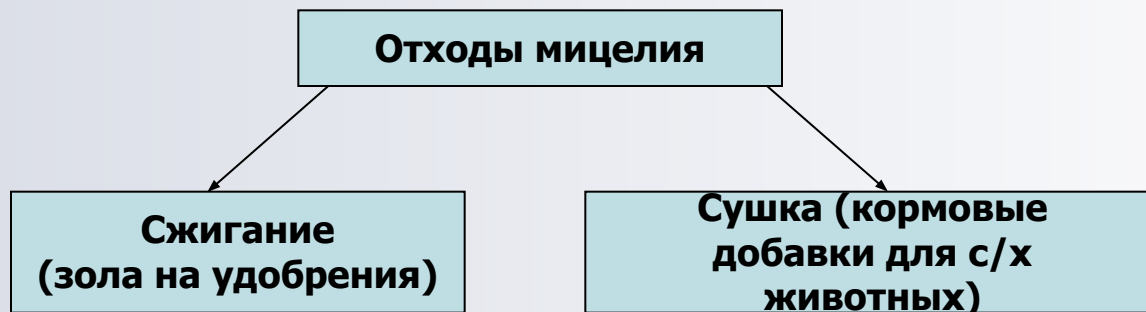 Отходы мицелия
Сжигание
(зола на удобрения)
Сушка (кормовые
добавки для с/х
животных)